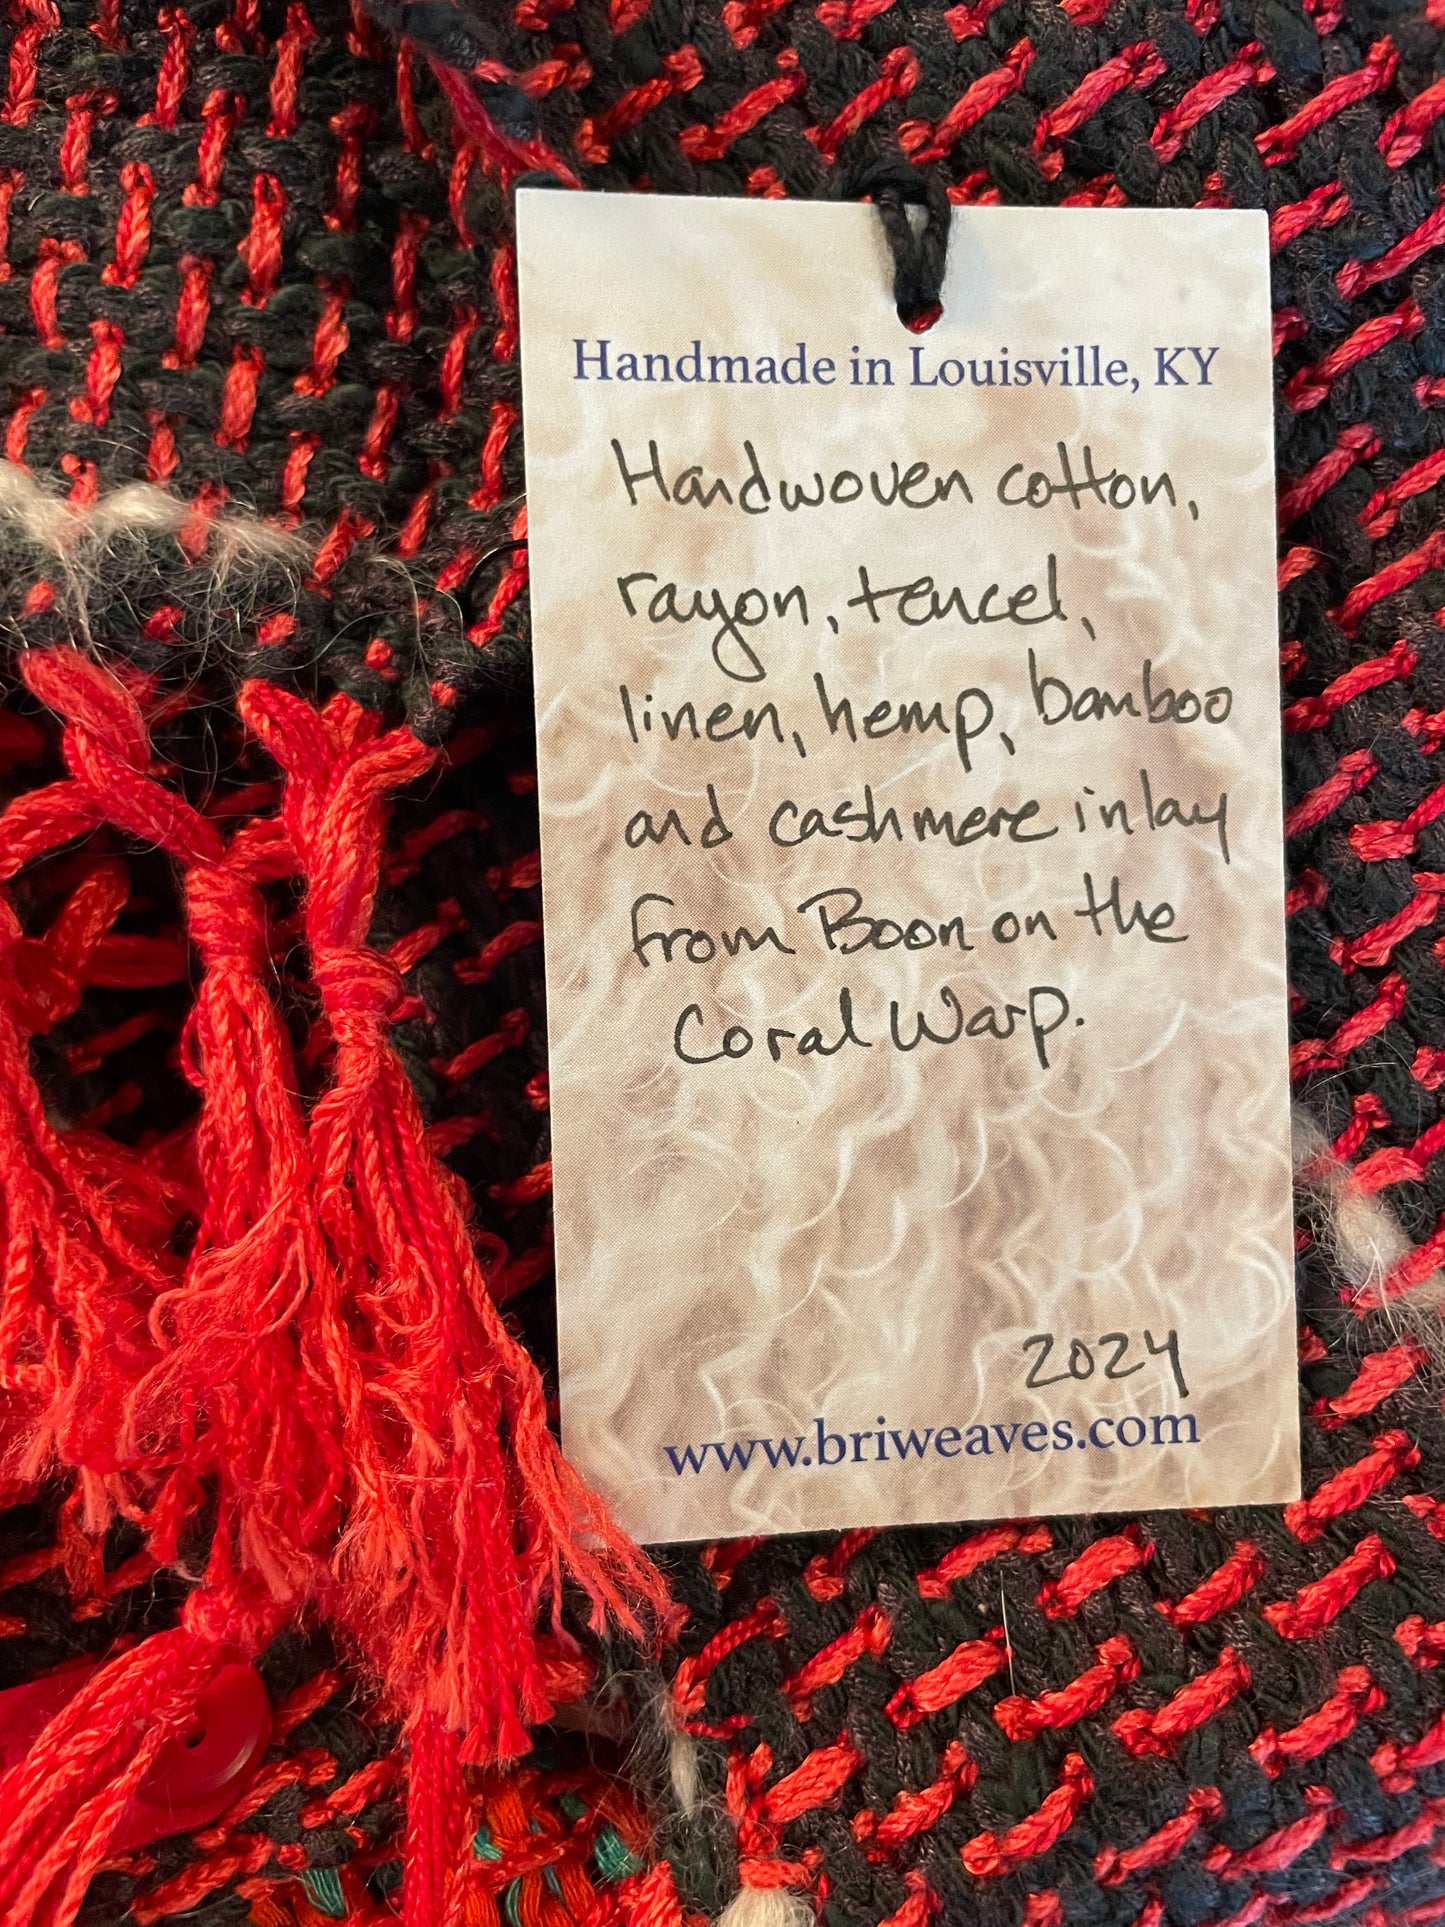 Handmade in Louisville, KY
Handwoven cotton,
rayon, tencel,
linen, hemp, bamboo
and cashmere inlay
from Boon on the
Coral Warp.
2024
www.briweaves.com